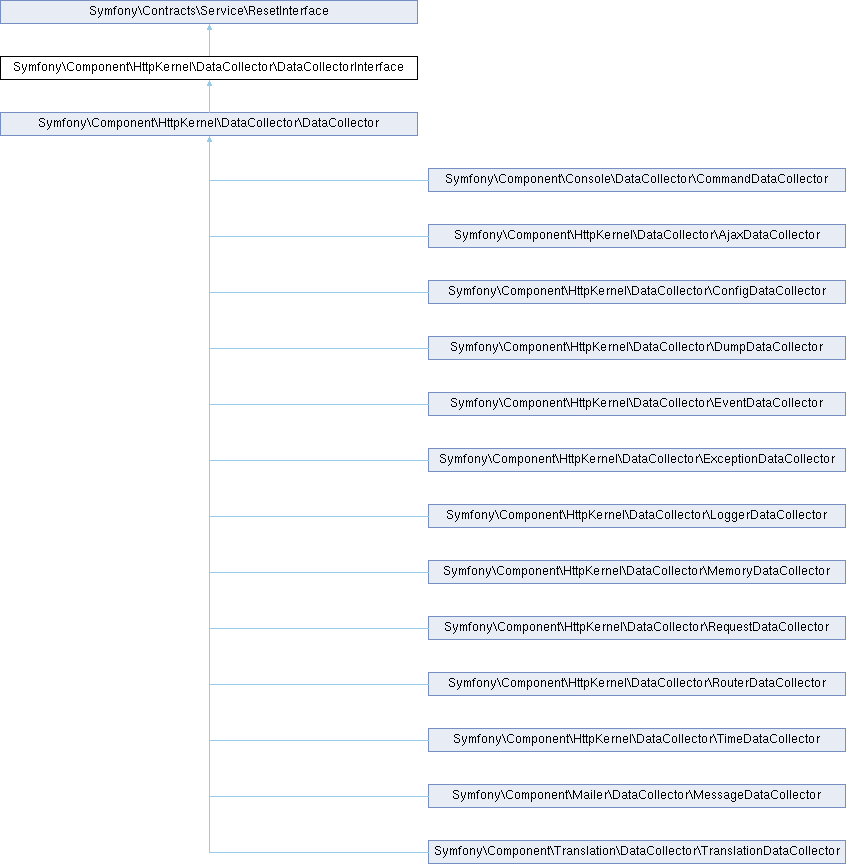 Symfony\Contracts\Service\ResetInterface
Symfony\Component\HttpKernel\DataCollector\DataCollectorInterface
Symfony\Component\HttpKernel\DataCollector\DataCollector
Symfony\Component\Console\DataCollector\CommandDataCollector
Symfony\Component\HttpKernel\DataCollector\AjaxDataCollector
Symfony\Component\HttpKernel\DataCollector\ConfigDataCollector
Symfony\Component\HttpKernel\DataCollector\DumpDataCollector
Symfony\Component\HttpKernel\DataCollector\EventDataCollector
Symfony\Component\HttpKernel\DataCollector\ExceptionDataCollector
Symfony\Component\HttpKernel\DataCollector\LoggerDataCollector
Symfony\Component\HttpKernel\DataCollector\MemoryDataCollector
Symfony\Component\HttpKernel\DataCollector\RequestDataCollector
Symfony\Component\HttpKernel\DataCollector\RouterDataCollector
Symfony\Component\HttpKernel\DataCollector\TimeDataCollector
Symfony\Component\Mailer\DataCollector\MessageDataCollector
Symfony\Component\Translation\DataCollector\TranslationDataCollector